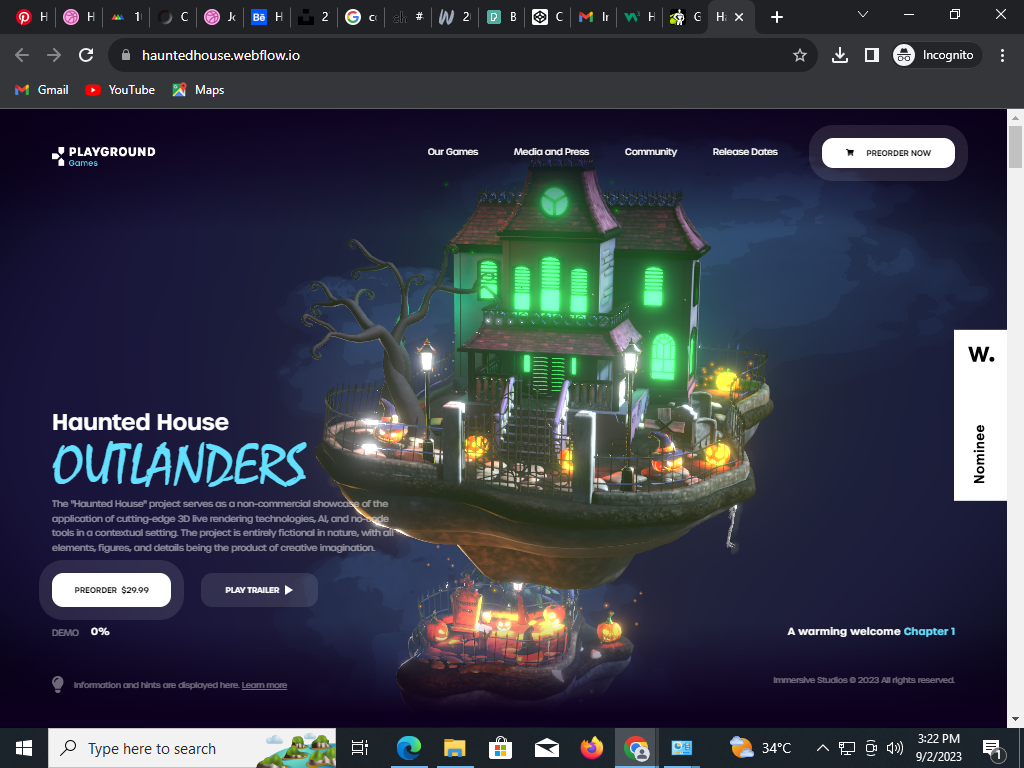 H
H
1
C
J
Bē H
2
G c
sk #
W 2
B
C
Ir
H
G
H
hauntedhouse.webflow.io
Incognito
Gmail
YouTube
Maps
PLAYGROUND
Games
Our Games
Media and Press
Community
Release Dates
PREORDER NOW
W.
Nominee
Haunted House
OUTLANDERS
The "Haunted House" project serves as a non-commercial showcase of the
application of cutting-edge 3D live rendering technologies, AI, and no-code
tools in a contextual setting. The project is entirely fictional in nature, with all
elements, figures, and details being the product of creative imagination.
PREORDER $29.99
PLAY TRAILER
DEMO 0%
A warming welcome Chapter 1
Information and hints are displayed here. Learn more
Immersive Studios © 2023 All rights reserved.
Type here to search
34°C
3:22 PM
9/2/2023
1